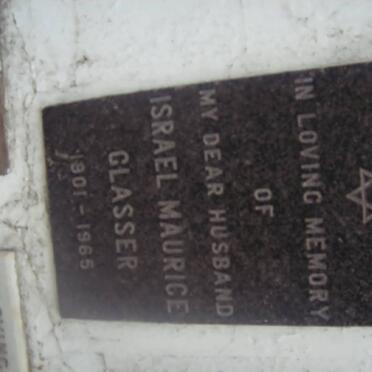 IN LOVING MEMORY
OF
MY DEAR HUSBAND
ISRAEL MAURICE
GLASSER
1901 - 1965